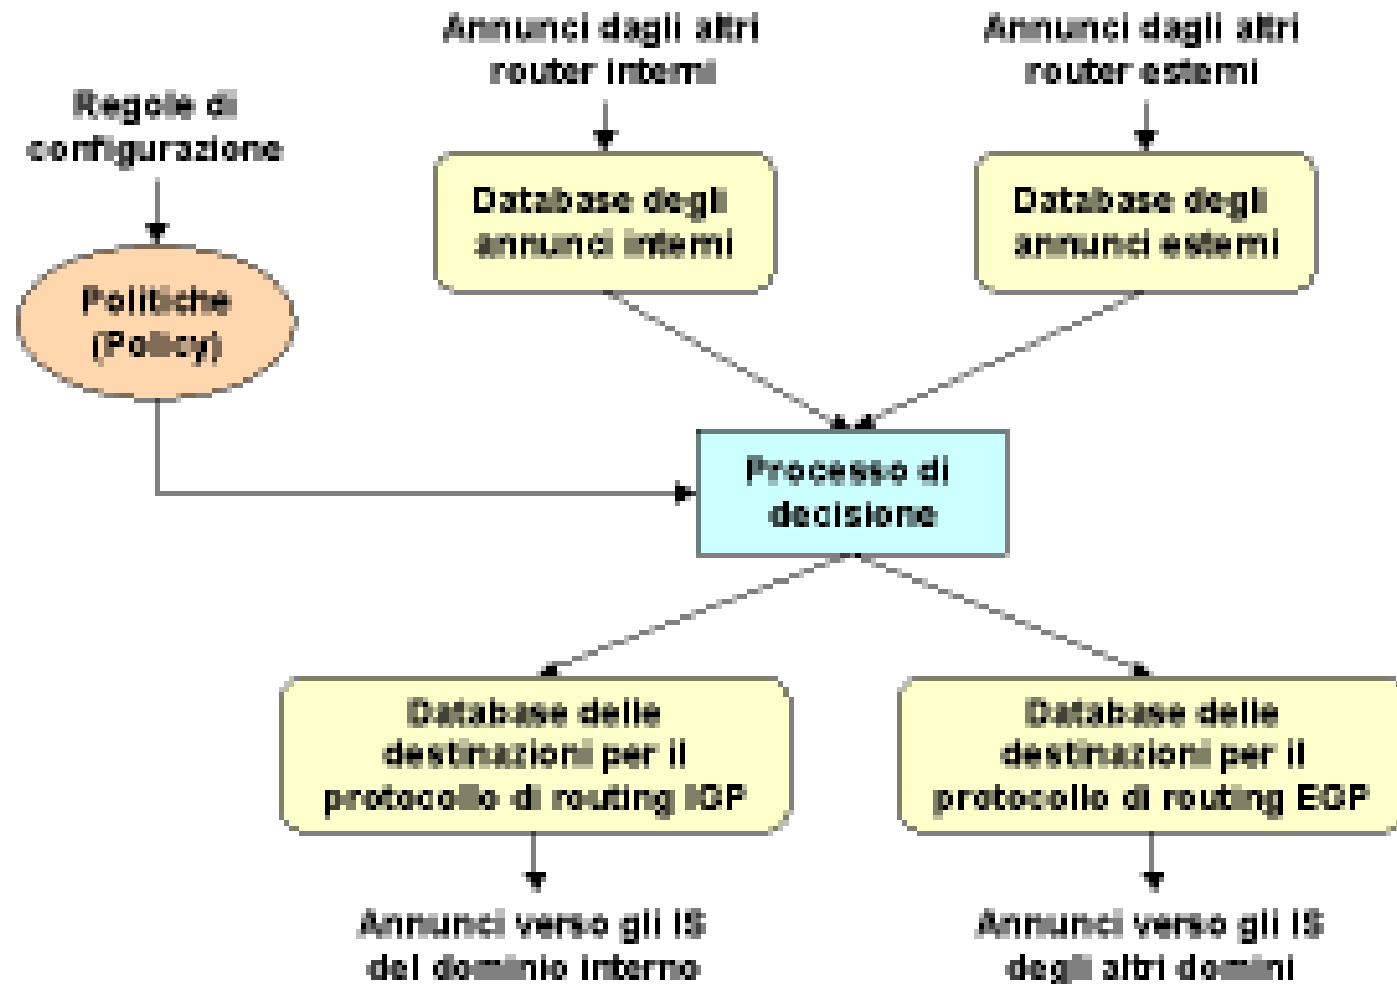 Annunci dagli altri
router interni
Annunci dagli altri
router esterni
Regole di
configurazione
Database degli
annunci interni
Database degli
annunci esterni
Politiche
(Policy)
Processo di
decisione
Database delle
destinazioni per il
protocollo di routing IGP
Database delle
destinazioni per il
protocollo di routing EGP
Annunci verso gli IS
del dominio interno
Annunci verso gli IS
degli altri domini